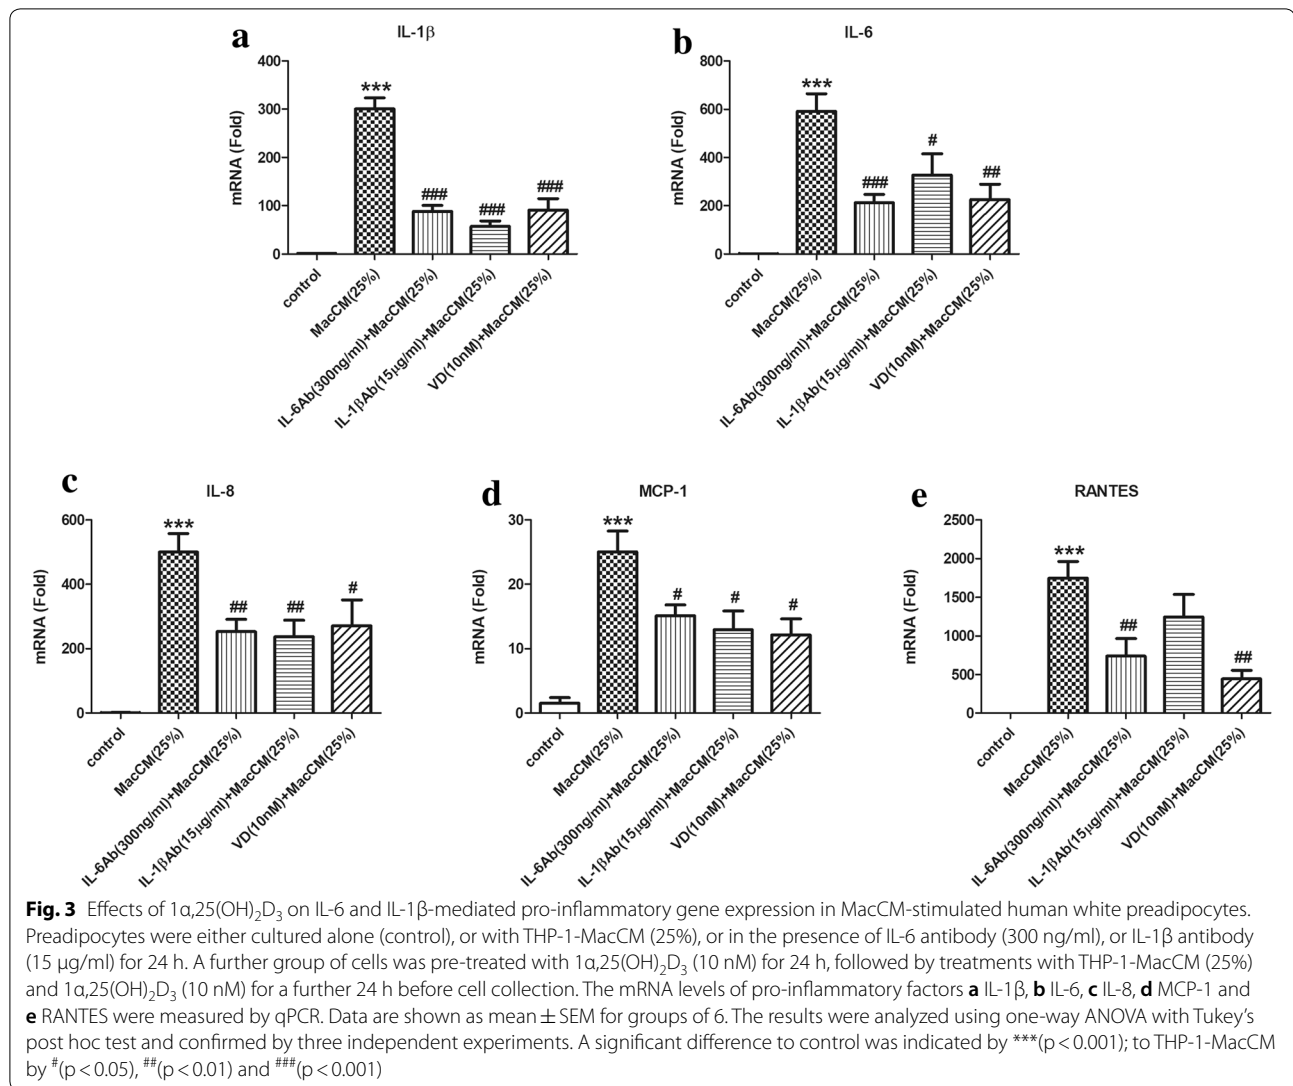 a
IL-1β
mRNA (Fold)
400
300
200
100
0
***
###
###
###
control
MacCM(25%)
IL-6Ab(300ng/ml)+MacCM(25%)
IL-1βAb(15µg/ml)+MacCM(25%)
VD(10nM)+MacCM(25%)
b
IL-6
mRNA (Fold)
800
600
400
200
0
***
###
#
##
control
MacCM(25%)
IL-6Ab(300ng/ml)+MacCM(25%)
IL-1βAb(15µg/ml)+MacCM(25%)
VD(10nM)+MacCM(25%)
c
IL-8
mRNA (Fold)
600
400
200
0
***
##
##
#
control
MacCM(25%)
IL-6Ab(300ng/ml)+MacCM(25%)
IL-1βAb(15µg/ml)+MacCM(25%)
VD(10nM)+MacCM(25%)
d
MCP-1
mRNA (Fold)
30
20
10
0
***
#
#
#
control
MacCM(25%)
IL-6Ab(300ng/ml)+MacCM(25%)
IL-1βAb(15µg/ml)+MacCM(25%)
VD(10nM)+MacCM(25%)
e
RANTES
mRNA (Fold)
2500
2000
1500
1000
500
0
***
##
##
control
MacCM(25%)
IL-6Ab(300ng/ml)+MacCM(25%)
IL-1βAb(15µg/ml)+MacCM(25%)
VD(10nM)+MacCM(25%)
Fig. 3 Effects of 1α,25(OH)₂D₃ on IL-6 and IL-1β-mediated pro-inflammatory gene expression in MacCM-stimulated human white preadipocytes.
Preadipocytes were either cultured alone (control), or with THP-1-MacCM (25%), or in the presence of IL-6 antibody (300 ng/ml), or IL-1β antibody
(15 µg/ml) for 24 h. A further group of cells was pre-treated with 1α,25(OH)₂D₃ (10 nM) for 24 h, followed by treatments with THP-1-MacCM (25%)
and 1α,25(OH)₂D₃ (10 nM) for a further 24 h before cell collection. The mRNA levels of pro-inflammatory factors a IL-1β, b IL-6, c IL-8, d MCP-1 and
e RANTES were measured by qPCR. Data are shown as mean ± SEM for groups of 6. The results were analyzed using one-way ANOVA with Tukey's
post hoc test and confirmed by three independent experiments. A significant difference to control was indicated by ***(p < 0.001); to THP-1-MacCM
by #(p < 0.05), ##(p < 0.01) and ###(p < 0.001)